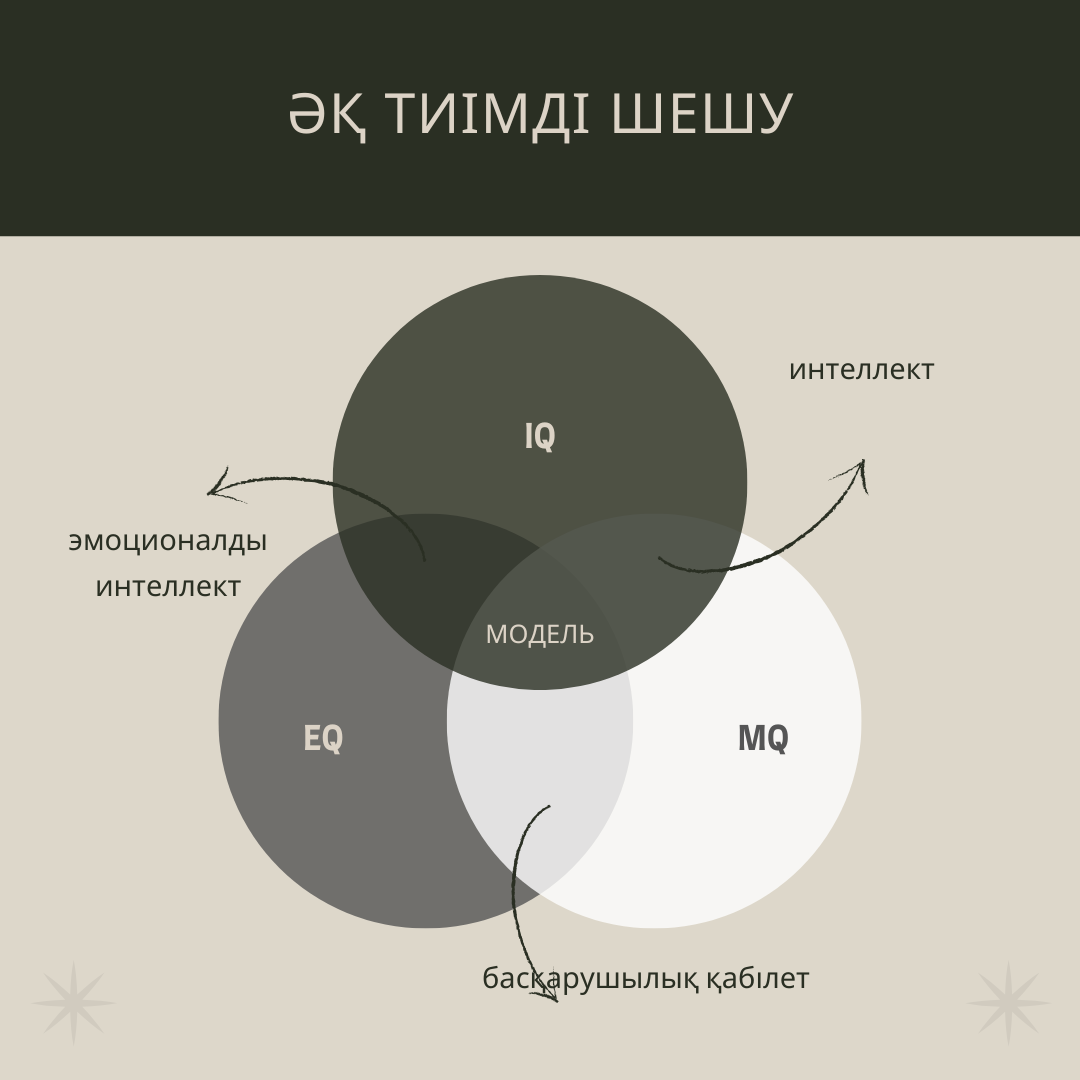 ӘҚ ТИІМДІ ШЕШУ
интеллект
IQ
эмоционалды
интеллект
МОДЕЛЬ
EQ
MQ
басқарушылық қабілет